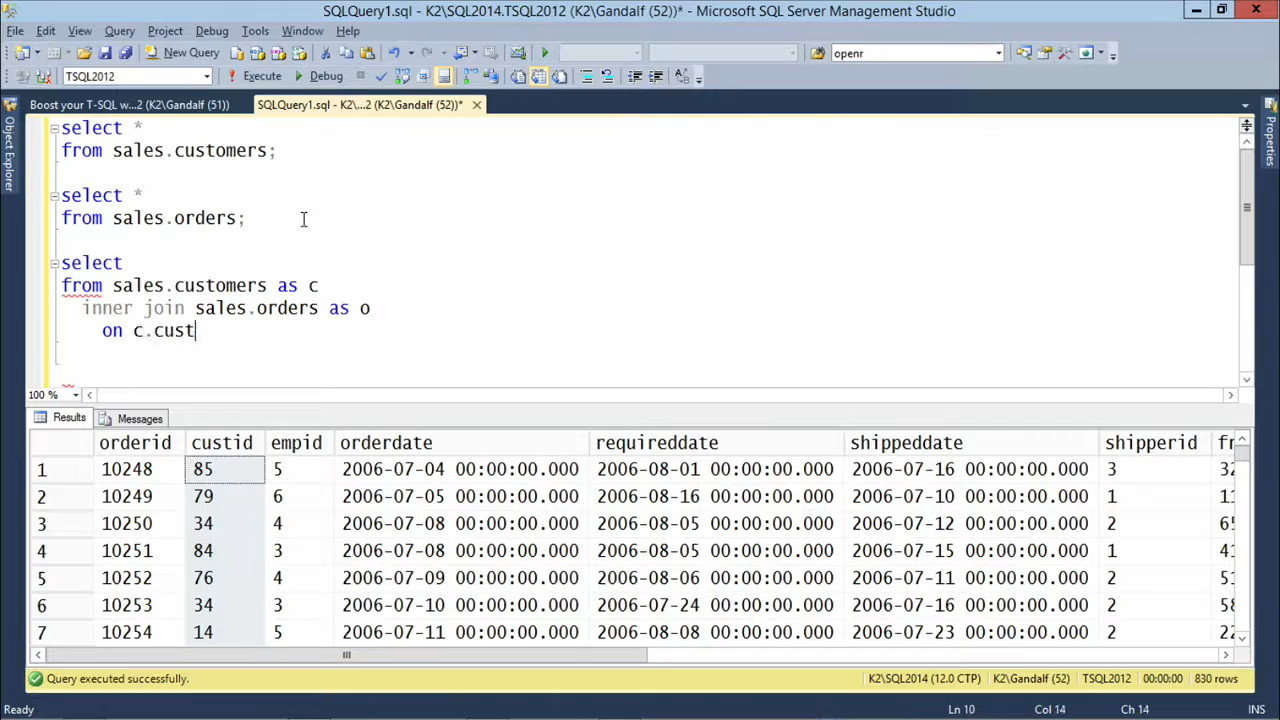 SQLQuery1.sql - K2\SQL2014.TSQL2012 (K2\Gandalf (52))* - Microsoft SQL Server Management Studio
File Edit View Query Project Debug Tools Window Help
New Query openr
TSQL2012 Execute Debug
Boost your T-SQL w...2 (K2\Gandalf (51)) SQLQuery1.sql - K2\...2 (K2\Gandalf (52))*
Object Explorer
Properties
select *
from sales.customers;
select *
from sales.orders;
select
from sales.customers as c
inner join sales.orders as o
on c.cust
100 %
Results Messages
orderid custid empid orderdate requireddate shippeddate shipperid fr
1 10248 85 5 2006-07-04 00:00:00.000 2006-08-01 00:00:00.000 2006-07-16 00:00:00.000 3 32
2 10249 79 6 2006-07-05 00:00:00.000 2006-08-16 00:00:00.000 2006-07-10 00:00:00.000 1 11
3 10250 34 4 2006-07-08 00:00:00.000 2006-08-05 00:00:00.000 2006-07-12 00:00:00.000 2 65
4 10251 84 3 2006-07-08 00:00:00.000 2006-08-05 00:00:00.000 2006-07-15 00:00:00.000 1 41
5 10252 76 4 2006-07-09 00:00:00.000 2006-08-06 00:00:00.000 2006-07-11 00:00:00.000 2 51
6 10253 34 3 2006-07-10 00:00:00.000 2006-07-24 00:00:00.000 2006-07-16 00:00:00.000 2 58
7 10254 14 5 2006-07-11 00:00:00.000 2006-08-08 00:00:00.000 2006-07-23 00:00:00.000 2 22
Query executed successfully. K2\SQL2014 (12.0 CTP) K2\Gandalf (52) TSQL2012 00:00:00 830 rows
Ready Ln 10 Col 14 Ch 14 INS